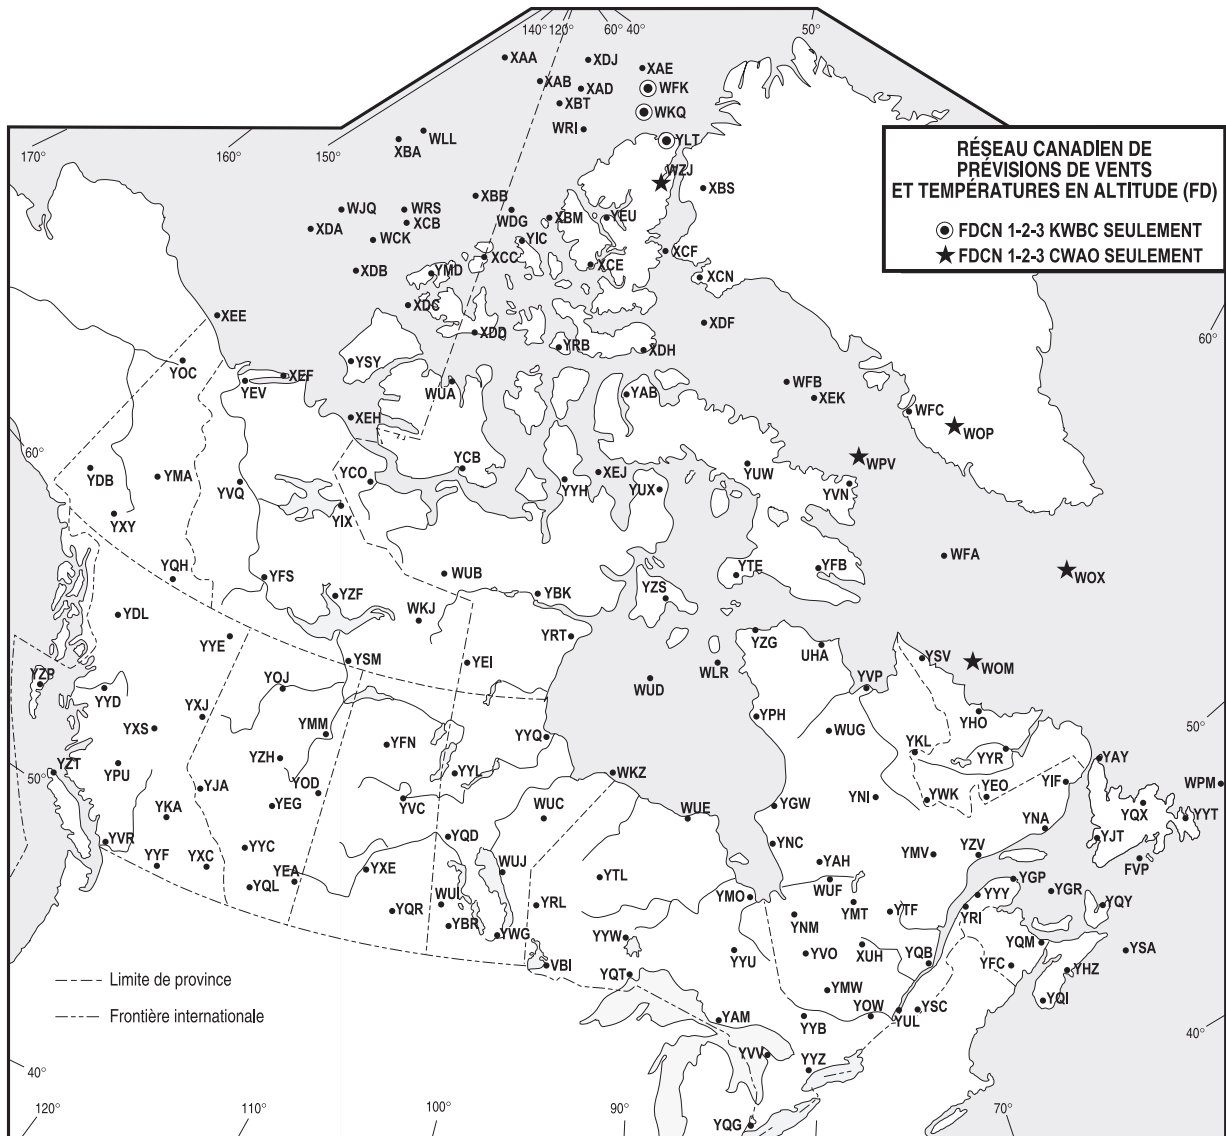 140° 120° 60° 40° 50°
XAA XDJ XAE
XAB XAD WFK
XBT WKQ
WLL WRI YLT
XBA
170° 160° 150°
RÉSEAU CANADIEN DE
PRÉVISIONS DE VENTS
ET TEMPÉRATURES EN ALTITUDE (FD)
FDCN 1-2-3 KWBC SEULEMENT
FDCN 1-2-3 CWAO SEULEMENT
WZJ
XBB XBS
WJQ WRS WDG XBM YEU
XDA XCB
WCK YIC
XCC XCE XCF
XDB YMD XCN
XDC
XEE XDD XDF
YRB XDH
60°
YOC YSY
XEF
YEV WUA YAB WFB
XEK
XEH WFC
WOP
60°
YDB YMA YCO YCB XEJ YUW WPV
YVQ YYH YUX YVN
YXY YIX
WFA
YQH YFS WUB YTE YFB WOX
YZF YBK YZS
YDL WKJ
YYE YRT YZG
UHA YSV
YSM YEI WLR WOM
YZP YOJ WUD YVP
YYD
YXJ YPH YHO 50°
YXS YMM YYQ WUG
YFN YKL
YZH YYR YAY
YZT YPU YYL WKZ
50° YOD YEO YIF WPM
YJA YEG YVC YGW YNI YWK
YKA WUC WUE YQX
YYT
YVR YQD YNC YNA YJT
YYC YMV YZV
YYF YXC YXE WUJ YAH FVP
YEA YTL WUF YGP
YQL YMO YYY YGR
YQR WUI YRL YMT YTF YQY
YBR YNM YRI
YWG YYW YQM
YVO XUH YQB YSA
Limite de province VBI YQT YYU YFC YHZ
YMW YQI
Frontière internationale YAM YYB YOW YUL YSC 40°
YVV YYZ
40°
120° 110° 100° 90° YQG 70°